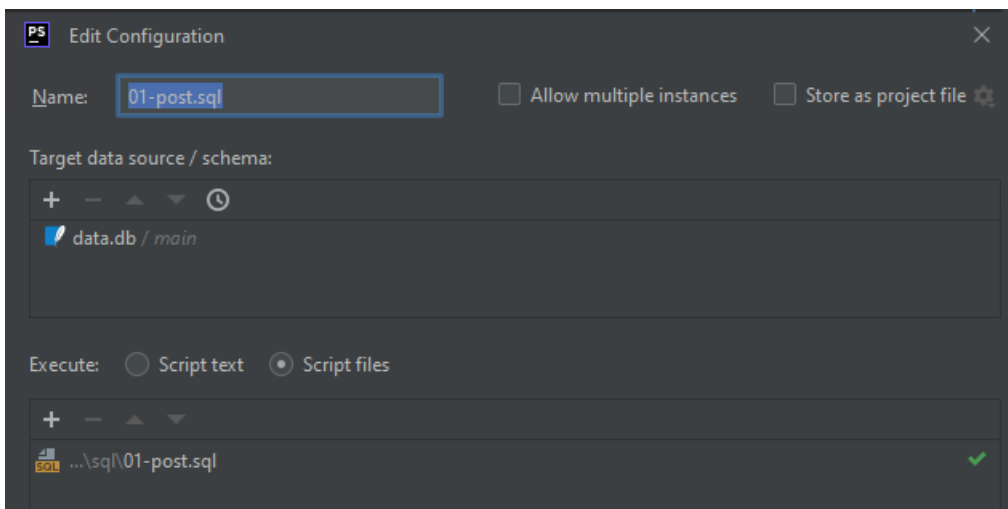 PS Edit Configuration
Name: 01-post.sql Allow multiple instances Store as project file
Target data source / schema:
data.db / main
Execute: Script text Script files
SQL ...\sql\01-post.sql